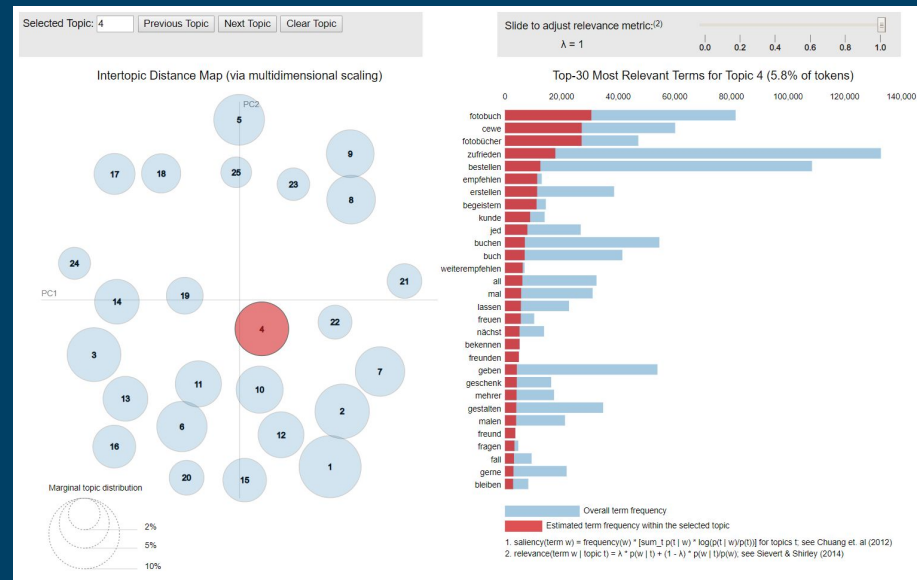 Selected Topic: 4 Previous Topic Next Topic Clear Topic
Slide to adjust relevance metric:(2)
λ = 1
0.0 0.2 0.4 0.6 0.8 1.0
Intertopic Distance Map (via multidimensional scaling)
PC2
PC1
5
9
17
18
25
23
8
24
21
14
19
4
22
3
7
11
10
13
2
6
12
16
1
20
15
Marginal topic distribution
2%
5%
10%
Top-30 Most Relevant Terms for Topic 4 (5.8% of tokens)
0 20,000 40,000 60,000 80,000 100,000 120,000 140,000
fotobuch
cewe
fotobücher
zufrieden
bestellen
empfehlen
erstellen
begeistern
kunde
jed
buchen
buch
weiterempfehlen
all
mal
lassen
freuen
nächst
bekennen
freunden
geben
geschenk
mehrer
gestalten
malen
freund
fragen
fall
gerne
bleiben
Overall term frequency
Estimated term frequency within the selected topic
1. saliency(term w) = frequency(w) * [sum_t p(t | w) * log(p(t | w)/p(t))] for topics t; see Chuang et. al (2012)
2. relevance(term w | topic t) = λ * p(w | t) + (1 - λ) * p(w | t)/p(w); see Sievert & Shirley (2014)